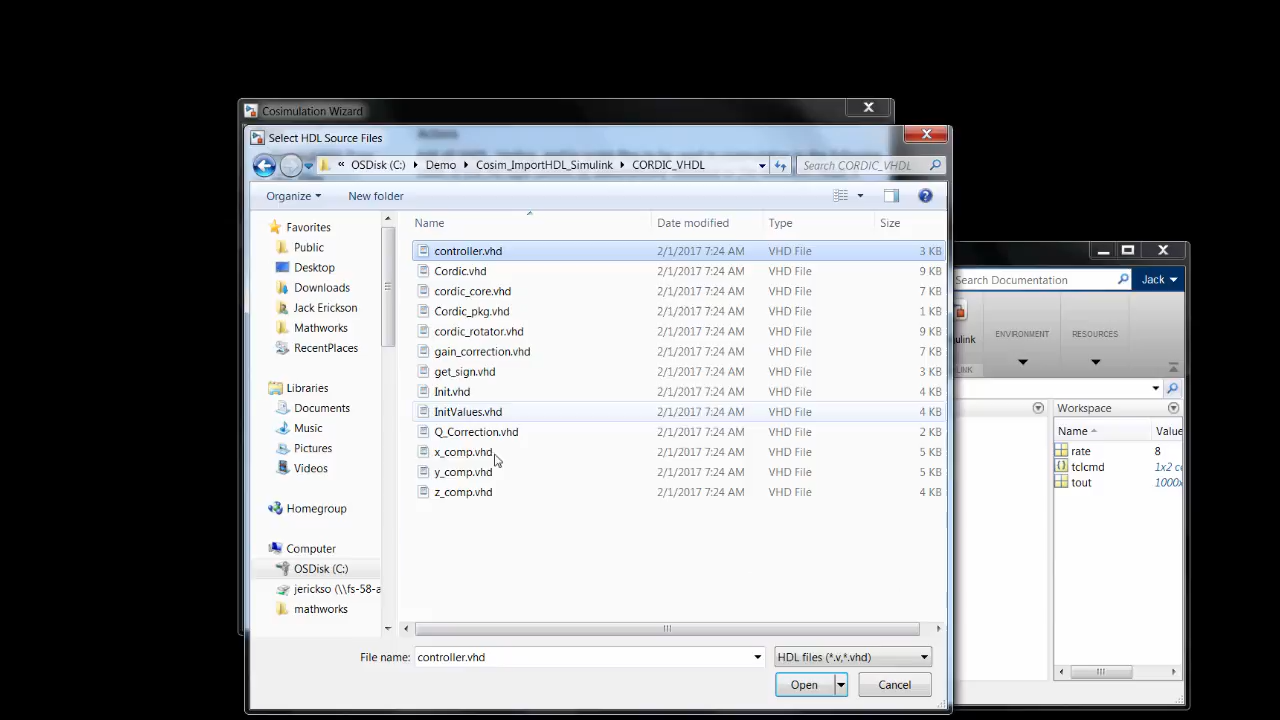 Cosimulation Wizard
Select HDL Source Files
Actions
« OSDisk (C:) Demo Cosim_ImportHDL_Simulink CORDIC_VHDL
Search CORDIC_VHDL
Organize
New folder
Name Date modified Type Size
Favorites
Public
Desktop
Downloads
Jack Erickson
Mathworks
RecentPlaces
Libraries
Documents
Music
Pictures
Videos
Homegroup
Computer
OSDisk (C:)
jerickso (\\fs-58-a
mathworks
controller.vhd 2/1/2017 7:24 AM VHD File 3 KB
Cordic.vhd 2/1/2017 7:24 AM VHD File 9 KB
cordic_core.vhd 2/1/2017 7:24 AM VHD File 7 KB
Cordic_pkg.vhd 2/1/2017 7:24 AM VHD File 1 KB
cordic_rotator.vhd 2/1/2017 7:24 AM VHD File 9 KB
gain_correction.vhd 2/1/2017 7:24 AM VHD File 7 KB
get_sign.vhd 2/1/2017 7:24 AM VHD File 3 KB
Init.vhd 2/1/2017 7:24 AM VHD File 4 KB
InitValues.vhd 2/1/2017 7:24 AM VHD File 4 KB
Q_Correction.vhd 2/1/2017 7:24 AM VHD File 2 KB
x_comp.vhd 2/1/2017 7:24 AM VHD File 5 KB
y_comp.vhd 2/1/2017 7:24 AM VHD File 5 KB
z_comp.vhd 2/1/2017 7:24 AM VHD File 4 KB
File name: controller.vhd
HDL files (*.v,*.vhd)
Open
Cancel
Search Documentation
Jack
ulink
ENVIRONMENT
RESOURCES
LINK
Workspace
Name Value
rate 8
tclcmd 1x2 c
tout 1000x